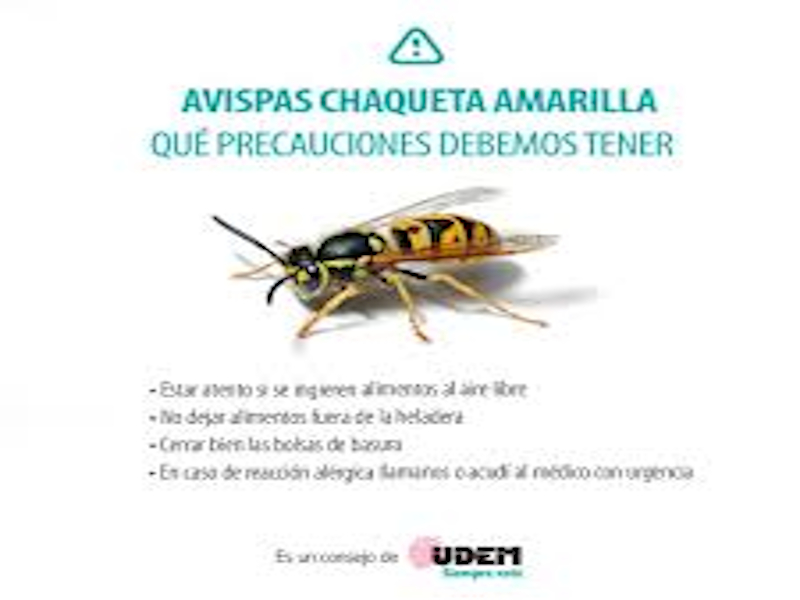 AVISPAS CHAQUETA AMARILLA
QUÉ PRECAUCIONES DEBEMOS TENER
• Estar atento si se ingieren alimentos al aire libre
• No dejar alimentos fuera de la heladera
• Cerrar bien las bolsas de basura
• En caso de reacción alérgica llamanos o acudí al médico con urgencia
Es un consejo de UDEM